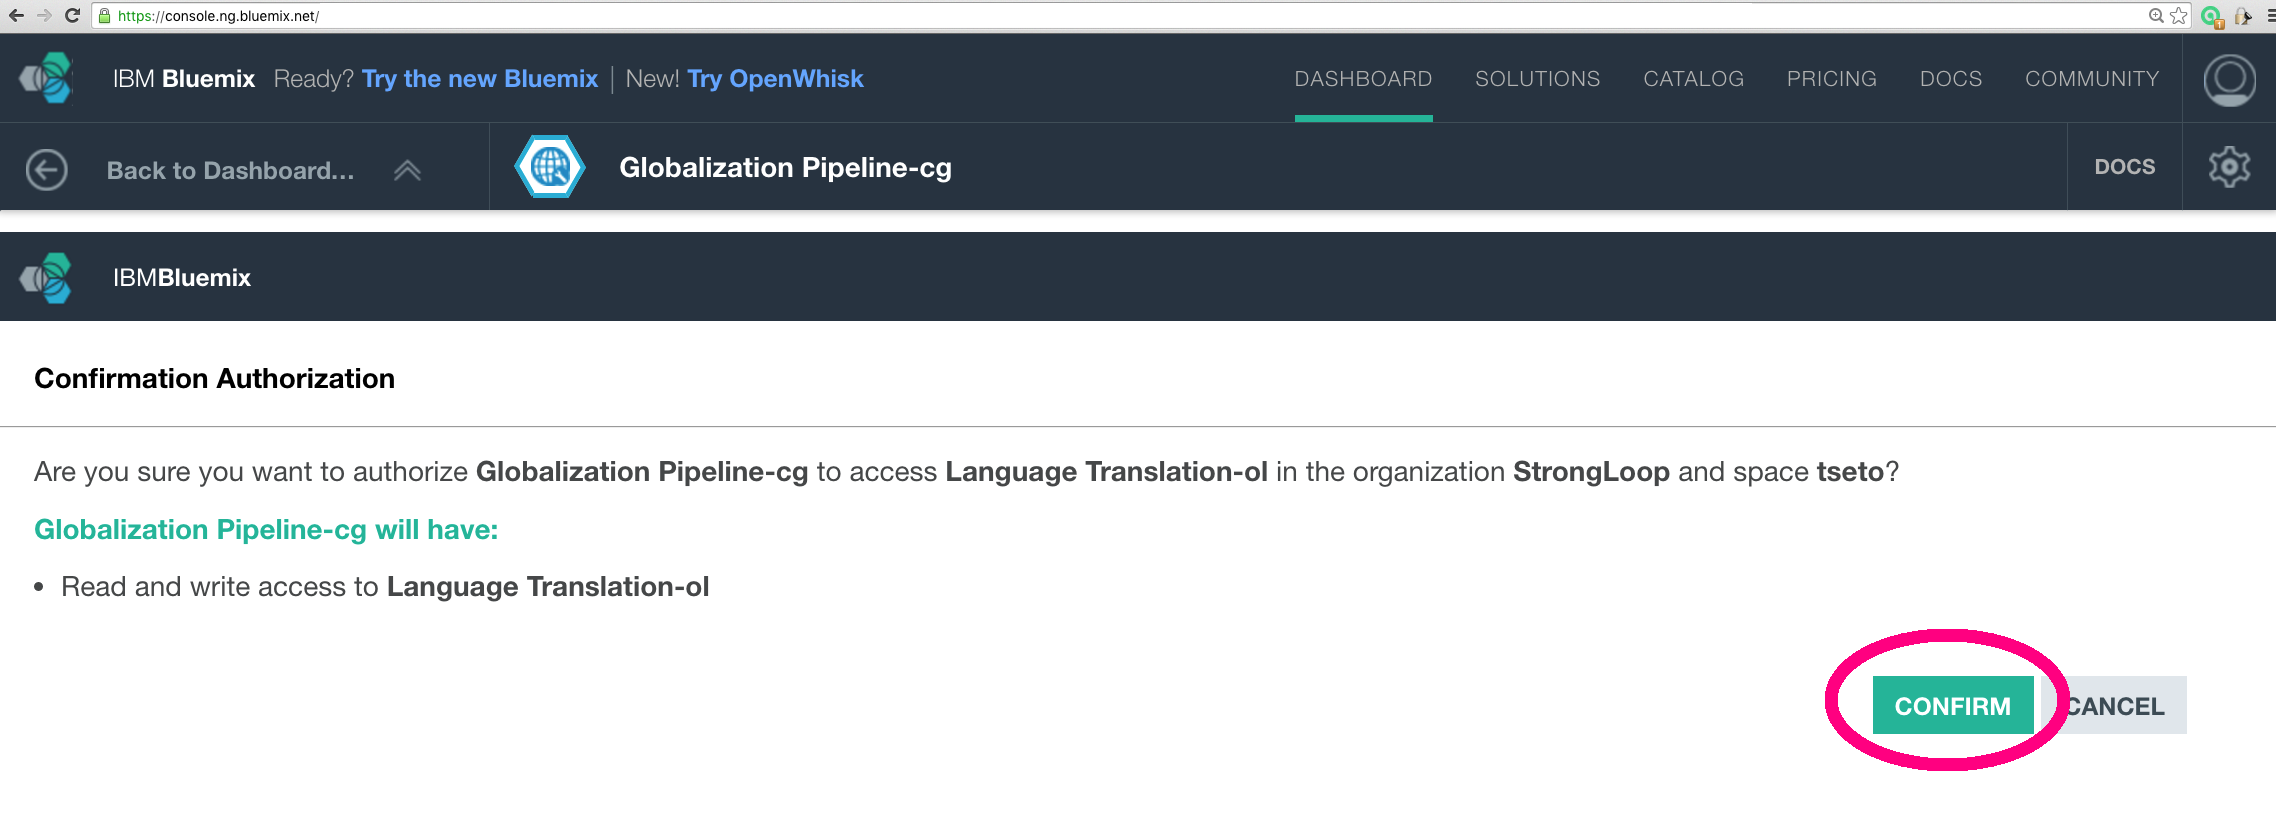 https://console.ng.bluemix.net/
IBM Bluemix Ready? Try the new Bluemix | New! Try OpenWhisk
DASHBOARD SOLUTIONS CATALOG PRICING DOCS COMMUNITY
Back to Dashboard...
Globalization Pipeline-cg
DOCS
IBMBluemix
Confirmation Authorization
Are you sure you want to authorize Globalization Pipeline-cg to access Language Translation-ol in the organization StrongLoop and space tseto?
Globalization Pipeline-cg will have:
• Read and write access to Language Translation-ol
CONFIRM CANCEL